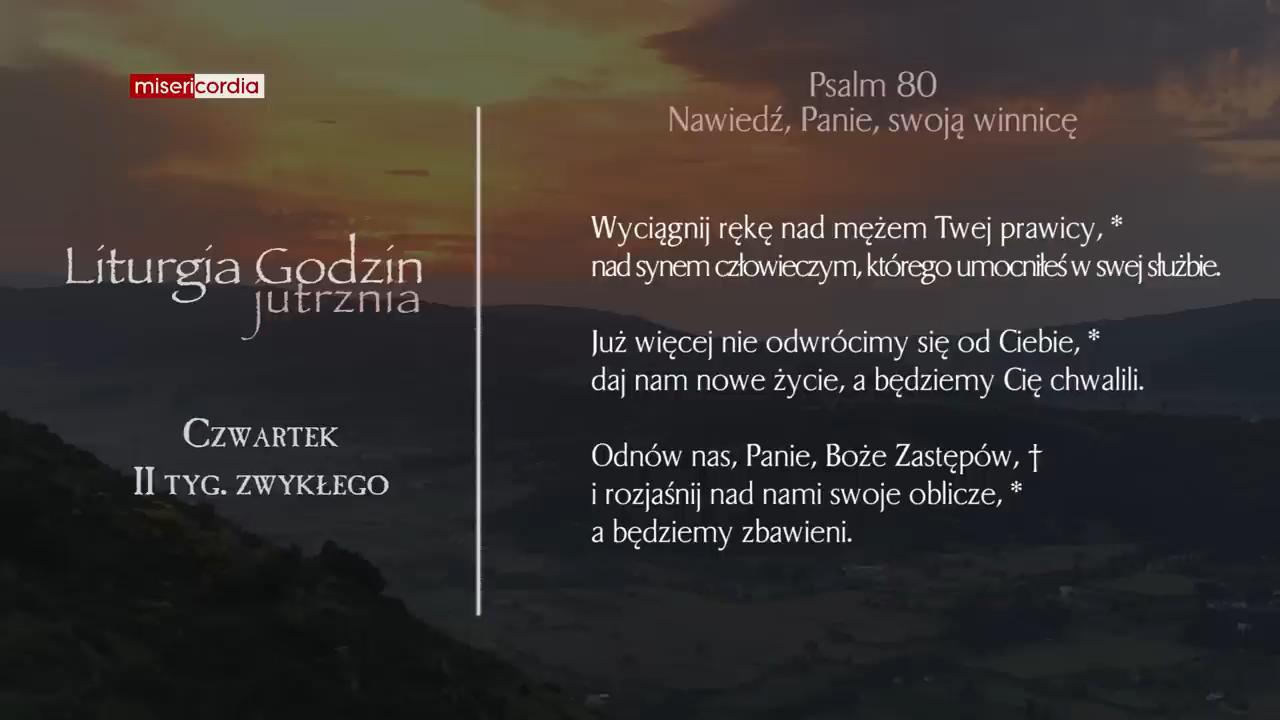 misericordia
Liturgia Godzin
jutrznia
Czwartek
II tyg. zwykłego
Psalm 80
Nawiedź, Panie, swoją winnicę
Wyciągnij rękę nad mężem Twej prawicy, *
nad synem człowieczym, którego umocniłeś w swej służbie.
Już więcej nie odwrócimy się od Ciebie, *
daj nam nowe życie, a będziemy Cię chwalili.
Odnów nas, Panie, Boże Zastępów, †
i rozjaśnij nad nami swoje oblicze, *
a będziemy zbawieni.